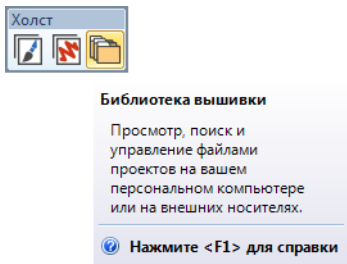 Холст
Библиотека вышивки
Просмотр, поиск и
управление файлами
проектов на вашем
персональном компьютере
или на внешних носителях.
Нажмите <F1> для справки